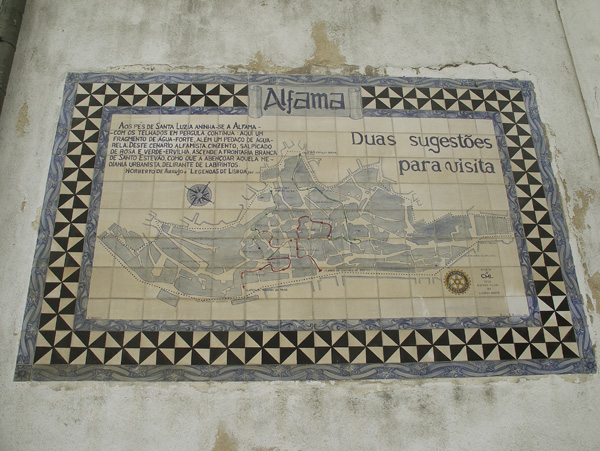 Alfama
AOS PÉS DE SANTA LUZIA ANINHA-SE A ALFAMA -
COM OS TELHADOS EM PÉRGULA CONTÍNUA. AQUI UM
FRAGMENTO DE ÁGUA-FORTE, ALÉM UM PEDAÇO DE AGUA-
RELA. DESTE CENÁRIO ALFAMISTA, CINZENTO, SALPICADO
DE ROSA E VERDE-ERVILHA, ASCENDE A FRONTARIA BRANCA
DE SANTO ESTEVÃO, COMO QUE A ABENÇOAR AQUELA ME-
DIANIA URBANISTA, DELIRANTE DE LABIRINTOS.
NORBERTO DE ARAÚJO "LEGENDAS DE LISBOA"
Duas sugestões
para visita
CML